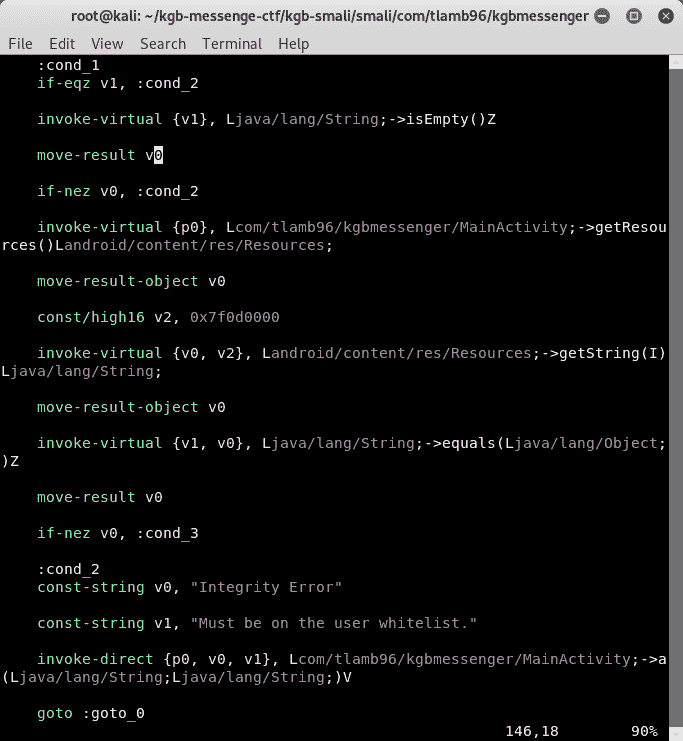 root@kali: ~/kgb-messenge-ctf/kgb-smali/smali/com/tlamb96/kgbmessenger
File Edit View Search Terminal Help
:cond_1
if-eqz v1, :cond_2
invoke-virtual {v1}, Ljava/lang/String;->isEmpty()Z
move-result v0
if-nez v0, :cond_2
invoke-virtual {p0}, Lcom/tlamb96/kgbmessenger/MainActivity;->getResou
rces()Landroid/content/res/Resources;
move-result-object v0
const/high16 v2, 0x7f0d0000
invoke-virtual {v0, v2}, Landroid/content/res/Resources;->getString(I)
Ljava/lang/String;
move-result-object v0
invoke-virtual {v1, v0}, Ljava/lang/String;->equals(Ljava/lang/Object;
)Z
move-result v0
if-nez v0, :cond_3
:cond_2
const-string v0, "Integrity Error"
const-string v1, "Must be on the user whitelist."
invoke-direct {p0, v0, v1}, Lcom/tlamb96/kgbmessenger/MainActivity;->a
(Ljava/lang/String;Ljava/lang/String;)V
goto :goto_0
146,18 90%